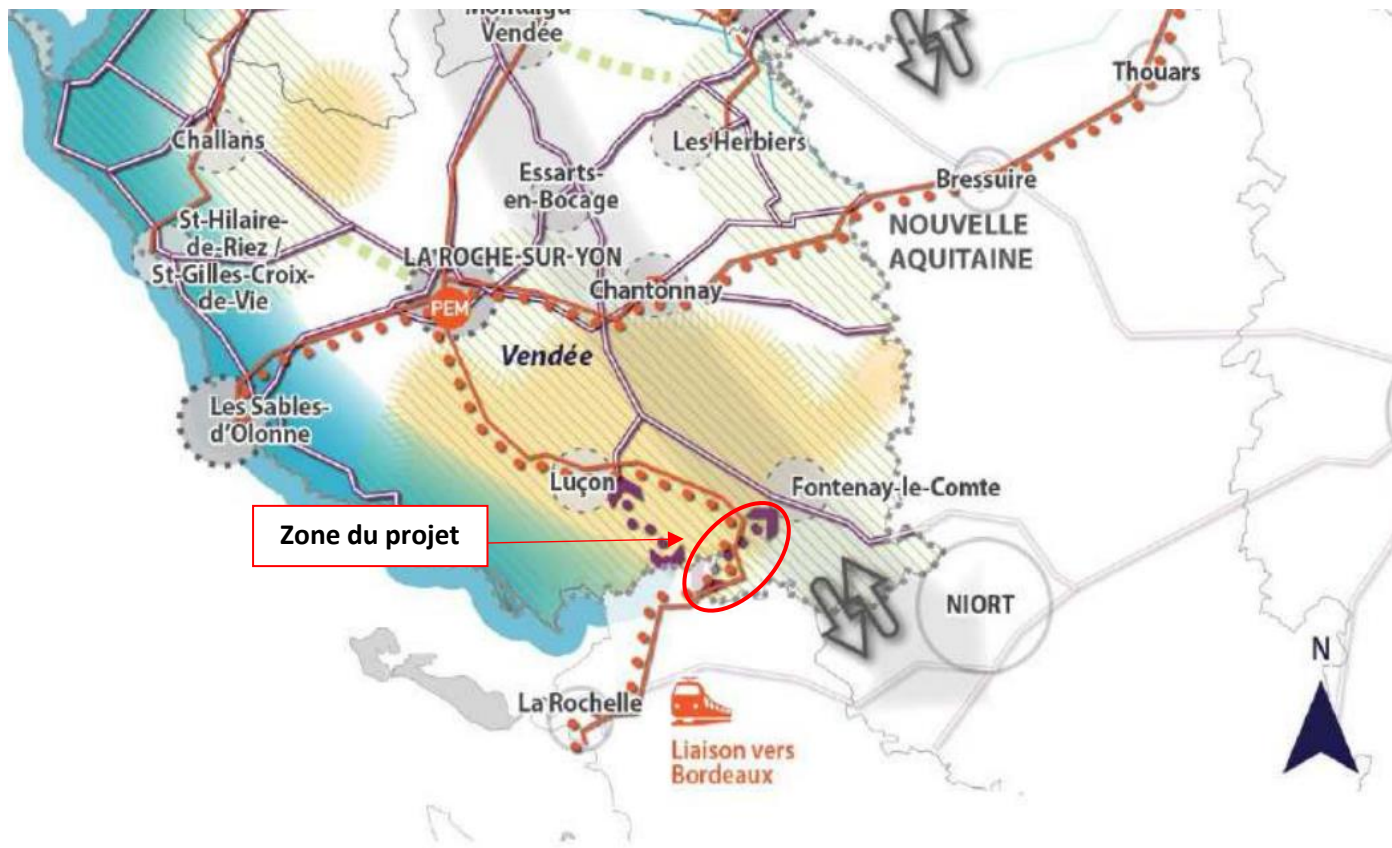 Montaigu
Vendée
Thouars
Challans
Les Herbiers
Essarts-
en-Bocage
Bressuire
St-Hilaire-
de-Riez /
St-Gilles-Croix-
de-Vie
NOUVELLE
AQUITAINE
LA ROCHE-SUR-YON
Chantonnay
PEM
Vendée
Les Sables-
d'Olonne
Luçon
Fontenay-le-Comte
Zone du projet
NIORT
N
La Rochelle
Liaison vers
Bordeaux